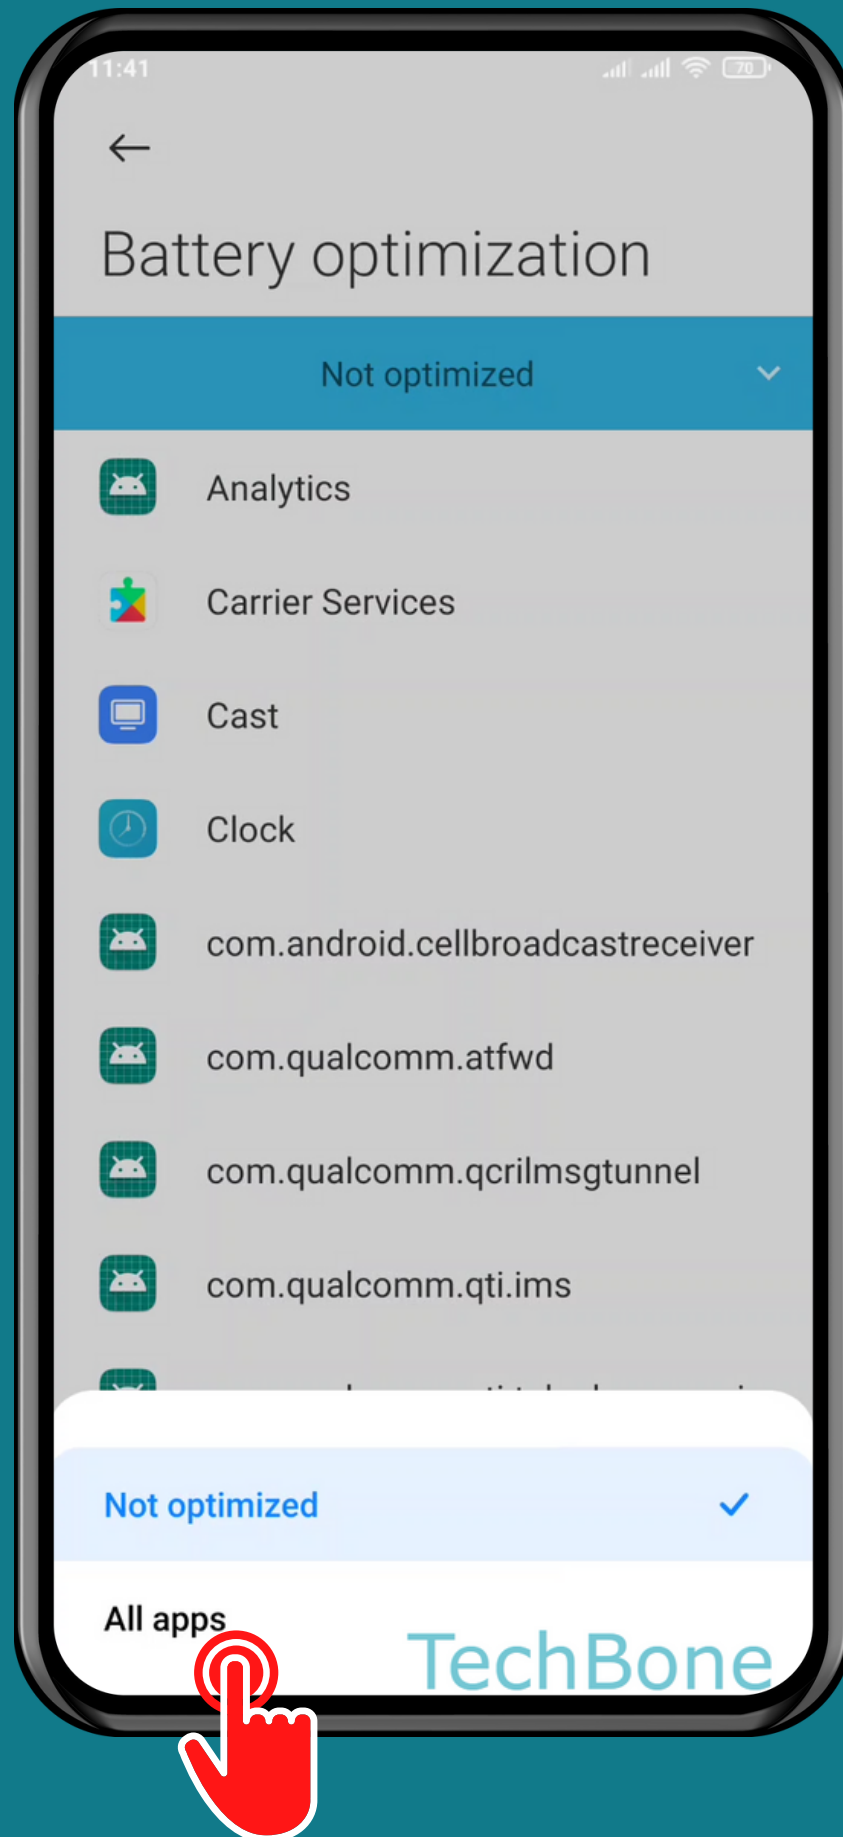 11:41
70
Battery optimization
Not optimized
Analytics
Carrier Services
Cast
Clock
com.android.cellbroadcastreceiver
com.qualcomm.atfwd
com.qualcomm.qcrilmsgtunnel
com.qualcomm.qti.ims
Not optimized
All apps
TechBone